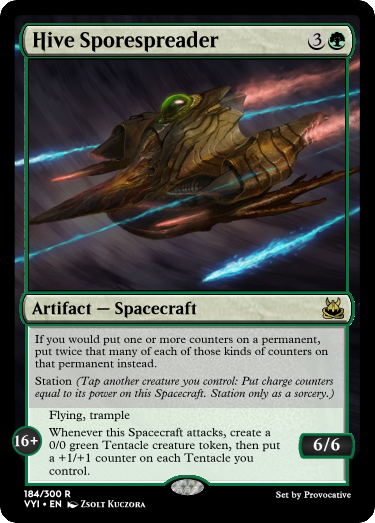 Hive Sporespreader 3
Artifact — Spacecraft
If you would put one or more counters on a permanent,
put twice that many of each of those kinds of counters on
that permanent instead.
Station (Tap another creature you control: Put charge counters
equal to its power on this Spacecraft. Station only as a sorcery.)
Flying, trample
16+
Whenever this Spacecraft attacks, create a
0/0 green Tentacle creature token, then put
a +1/+1 counter on each Tentacle you
control.
6/6
184/300 R
VYI • EN Zsolt Kuczora
Set by Provocative